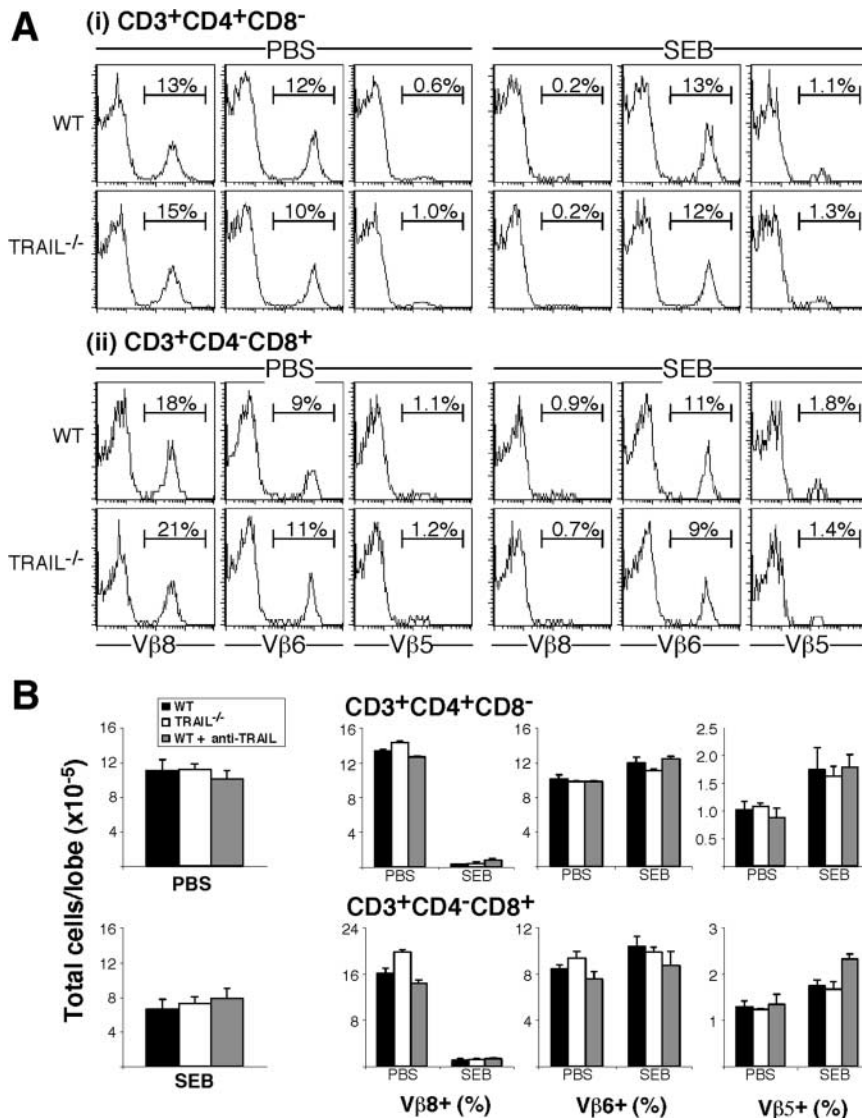 A
(i) CD3+CD4+CD8-
PBS SEB
WT 13% 12% 0.6% 0.2% 13% 1.1%
TRAIL-/- 15% 10% 1.0% 0.2% 12% 1.3%
(ii) CD3+CD4-CD8+
PBS SEB
WT 18% 9% 1.1% 0.9% 11% 1.8%
TRAIL-/- 21% 11% 1.2% 0.7% 9% 1.4%
Vβ8 Vβ6 Vβ5 Vβ8 Vβ6 Vβ5
B
WT
TRAIL-/-
WT + anti-TRAIL
CD3+CD4+CD8-
Total cells/lobe (x10-5)
16 12 8 4
PBS
16 12 8 4
PBS SEB
16 12 8 4
PBS SEB
2.5 2.0 1.5 1.0 0.5
PBS SEB
CD3+CD4-CD8+
16 12 8 4
SEB
24 16 8
PBS SEB
12 8 4
PBS SEB
3 2 1
PBS SEB
Vβ8+ (%) Vβ6+ (%) Vβ5+ (%)